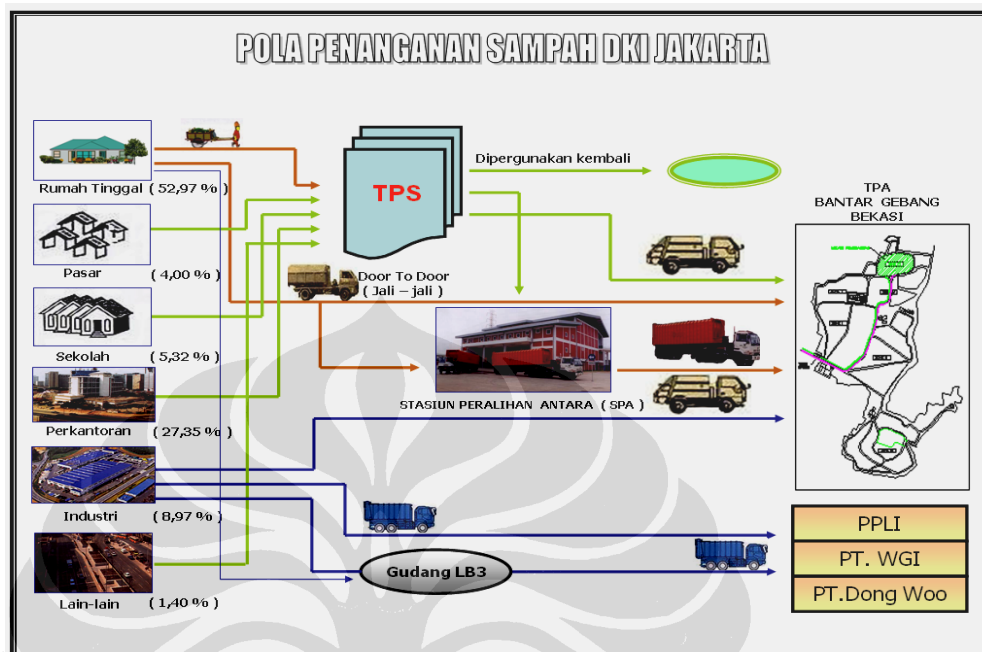 POLA PENANGANAN SAMPAH DKI JAKARTA
Rumah Tinggal ( 52,97 % )
Pasar ( 4,00 % )
Sekolah ( 5,32 % )
Perkantoran ( 27,35 % )
Industri ( 8,97 % )
Lain-lain ( 1,40 % )
TPS
Dipergunakan kembali
Door To Door
( Jali – jali )
STASIUN PERALIHAN ANTARA ( SPA )
Gudang LB3
TPA
BANTAR GEBANG
BEKASI
PPLI
PT. WGI
PT.Dong Woo